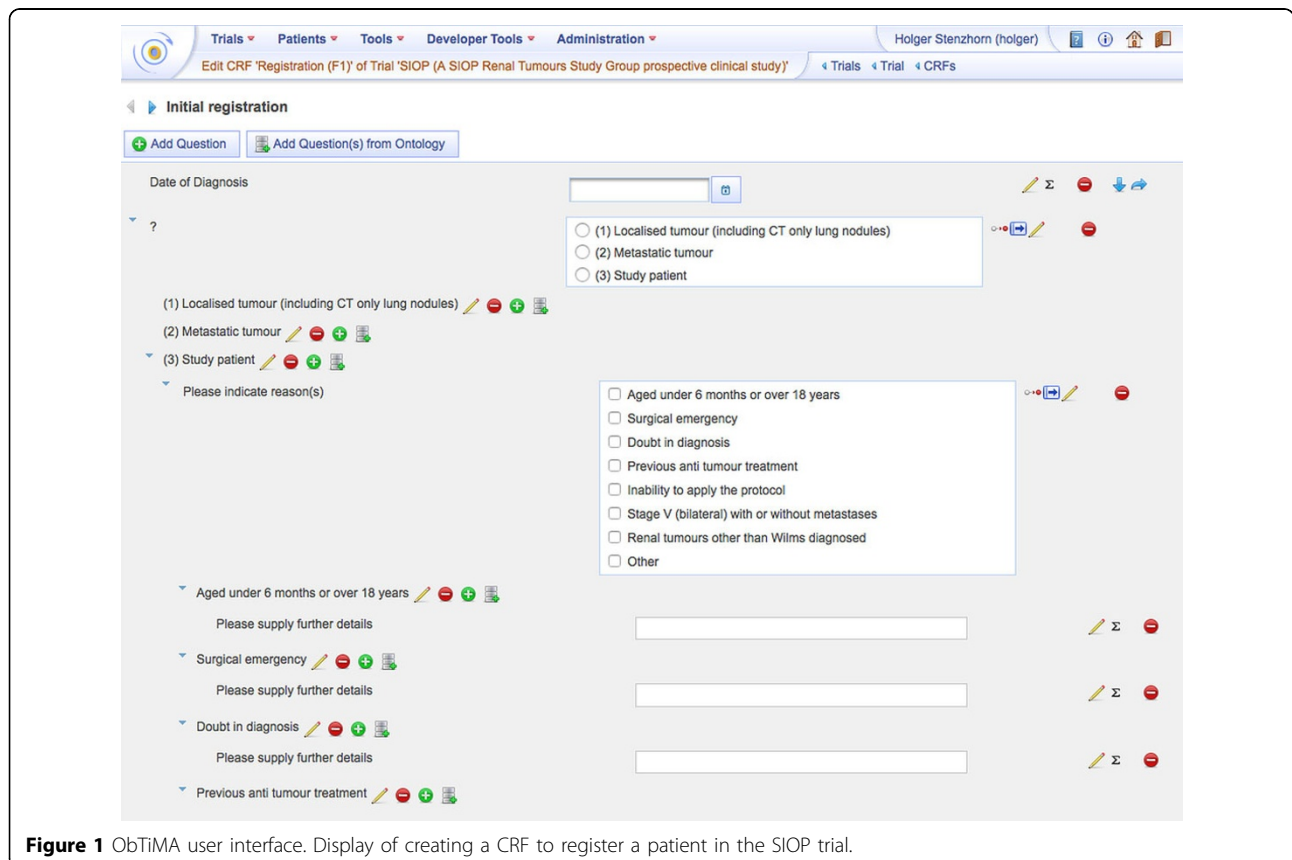 Trials Patients Tools Developer Tools Administration Holger Stenzhorn (holger)
Edit CRF 'Registration (F1)' of Trial 'SIOP (A SIOP Renal Tumours Study Group prospective clinical study)' Trials Trial CRFs
Initial registration
Add Question Add Question(s) from Ontology
Date of Diagnosis Σ
?
(1) Localised tumour (including CT only lung nodules)
(2) Metastatic tumour
(3) Study patient
(1) Localised tumour (including CT only lung nodules)
(2) Metastatic tumour
(3) Study patient
Please indicate reason(s)
Aged under 6 months or over 18 years
Surgical emergency
Doubt in diagnosis
Previous anti tumour treatment
Inability to apply the protocol
Stage V (bilateral) with or without metastases
Renal tumours other than Wilms diagnosed
Other
Aged under 6 months or over 18 years
Please supply further details Σ
Surgical emergency
Please supply further details Σ
Doubt in diagnosis
Please supply further details Σ
Previous anti tumour treatment
Figure 1 ObTiMA user interface. Display of creating a CRF to register a patient in the SIOP trial.